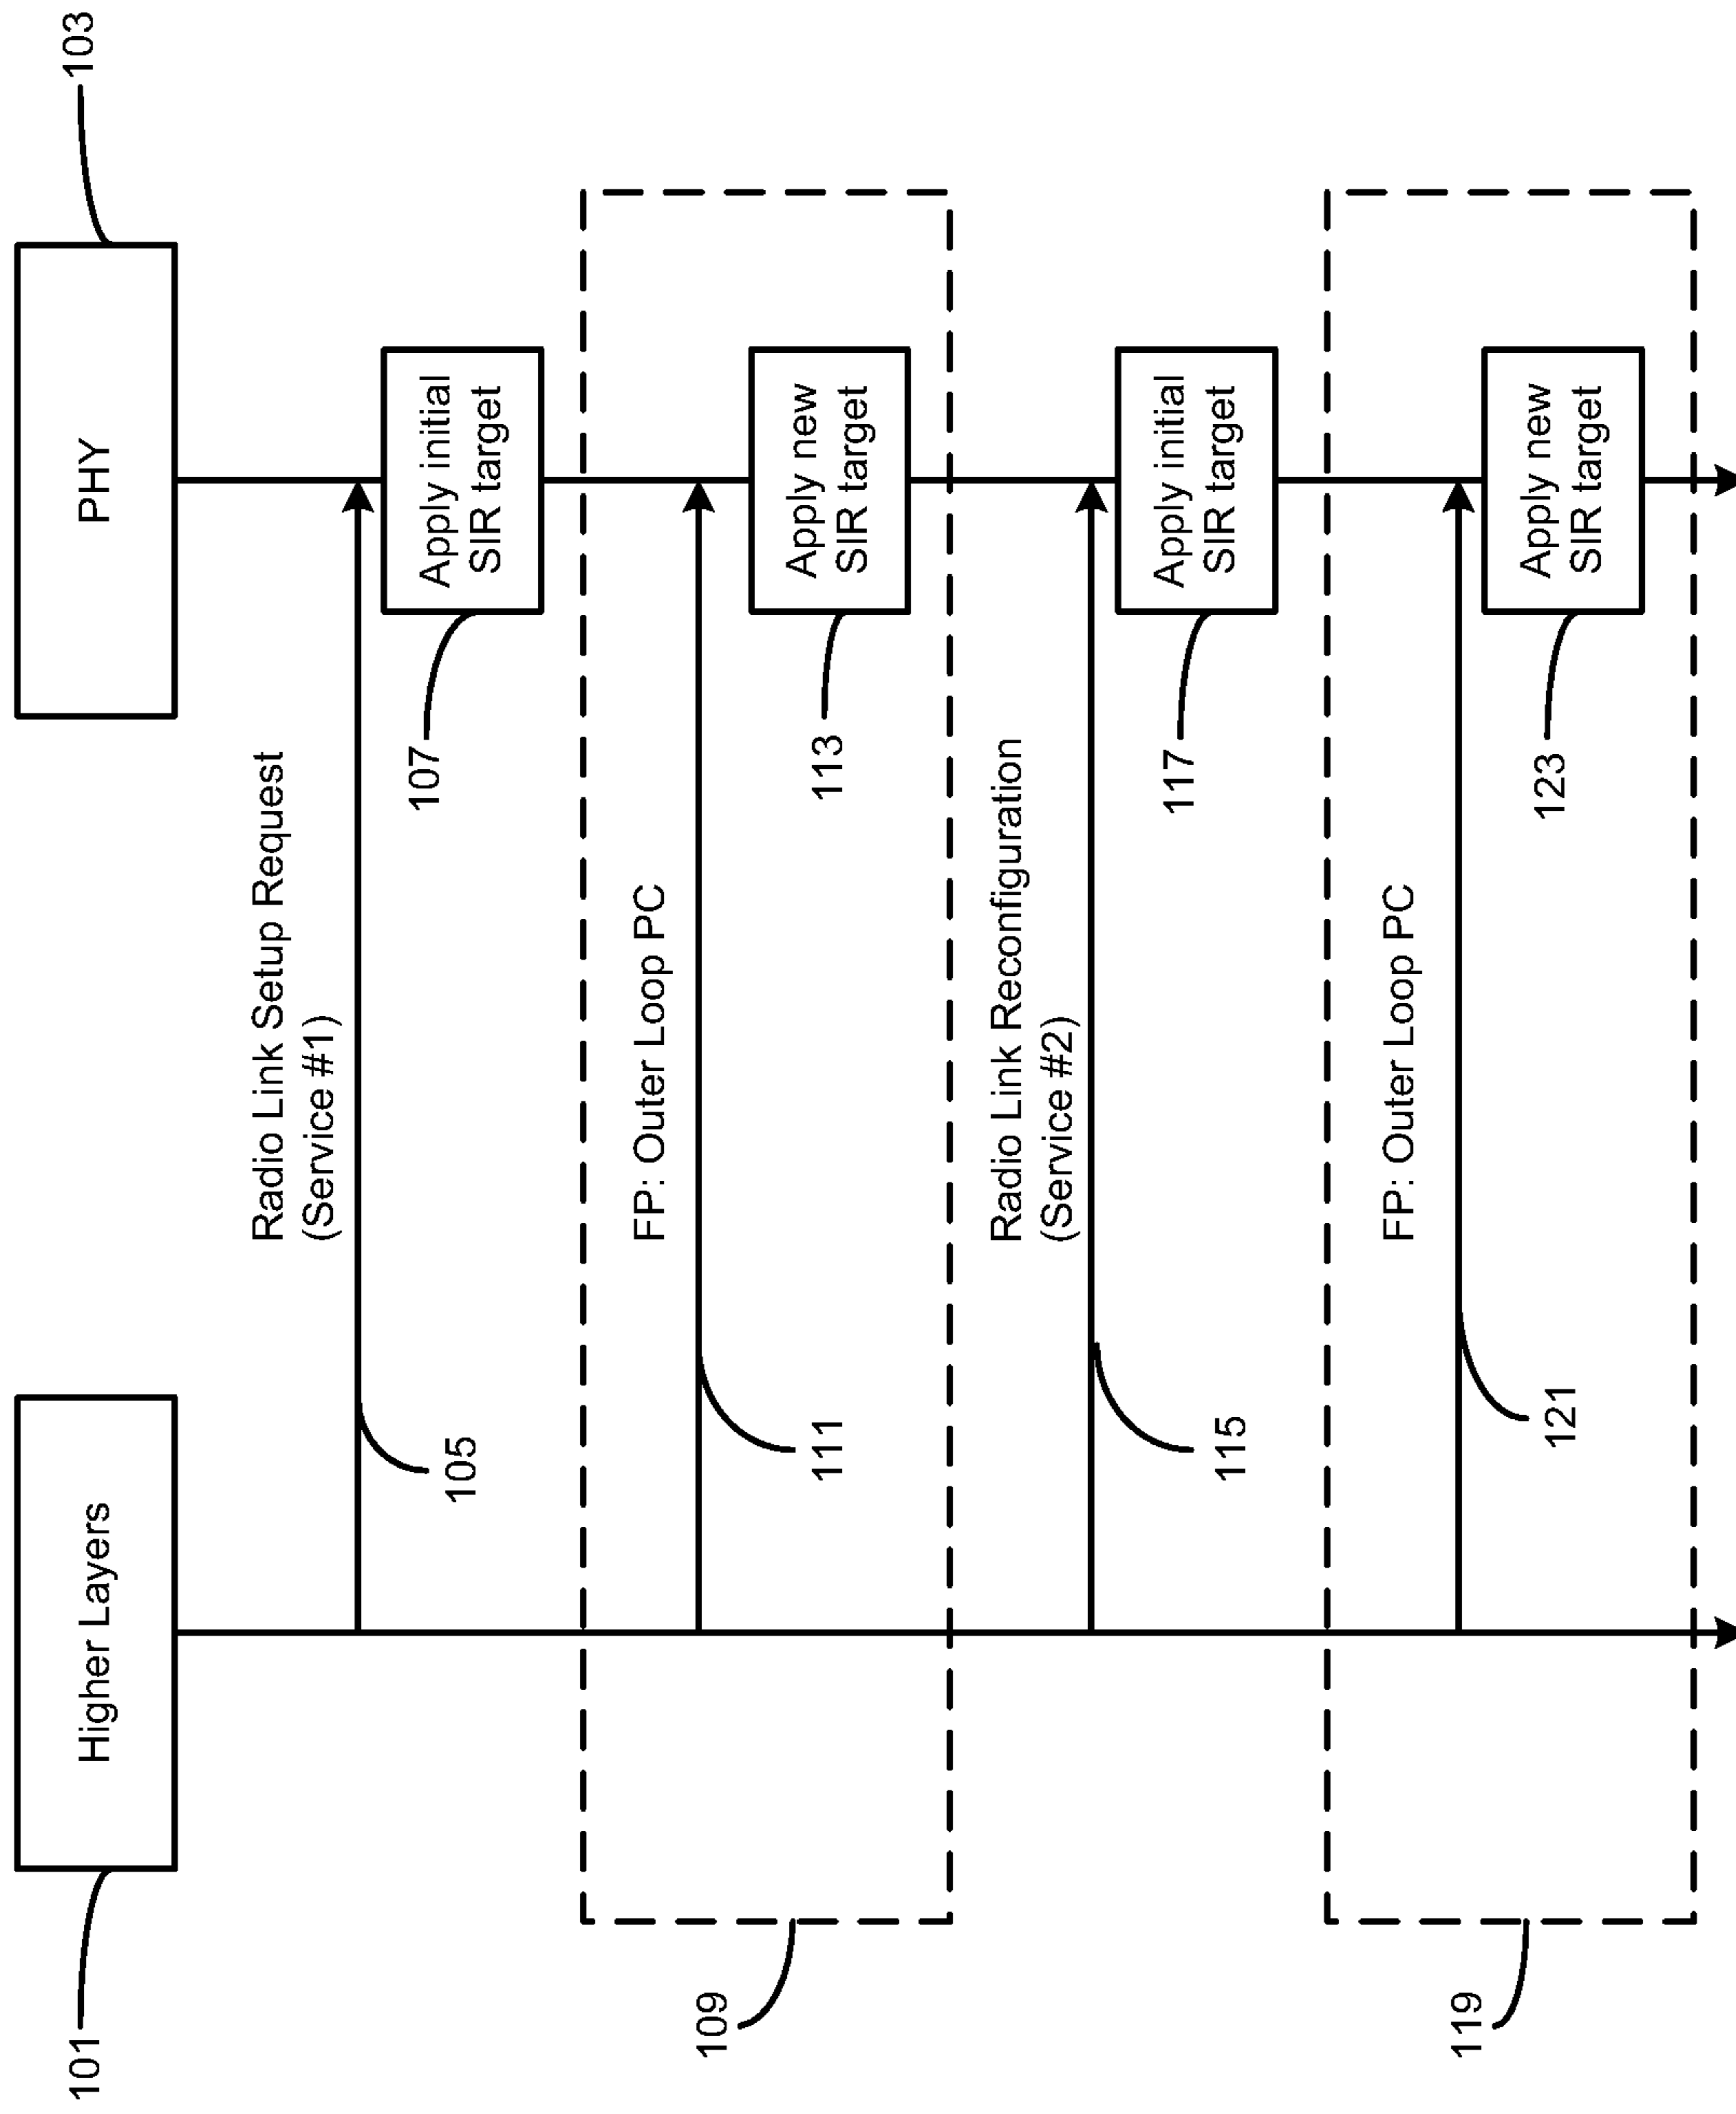 101
Higher Layers
PHY
103
Radio Link Setup Request
(Service #1)
105
107
Apply initial
SIR target
109
FP: Outer Loop PC
111
113
Apply new
SIR target
Radio Link Reconfiguration
(Service #2)
115
117
Apply initial
SIR target
119
FP: Outer Loop PC
121
123
Apply new
SIR target